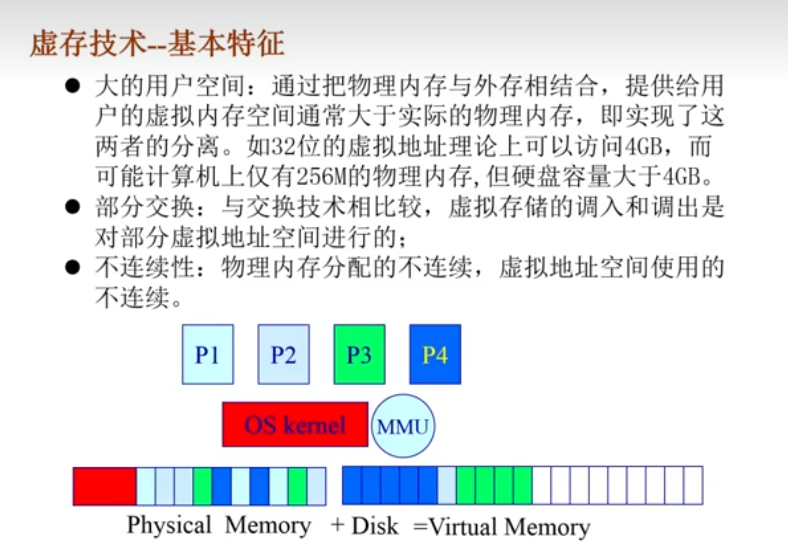 虚存技术--基本特征
● 大的用户空间：通过把物理内存与外存相结合，提供给用
户的虚拟内存空间通常大于实际的物理内存，即实现了这
两者的分离。如32位的虚拟地址理论上可以访问4GB，而
可能计算机上仅有256M的物理内存,但硬盘容量大于4GB。
● 部分交换：与交换技术相比较，虚拟存储的调入和调出是
对部分虚拟地址空间进行的；
● 不连续性：物理内存分配的不连续，虚拟地址空间使用的
不连续。
P1 P2 P3 P4
OS kernel MMU
Physical Memory + Disk =Virtual Memory